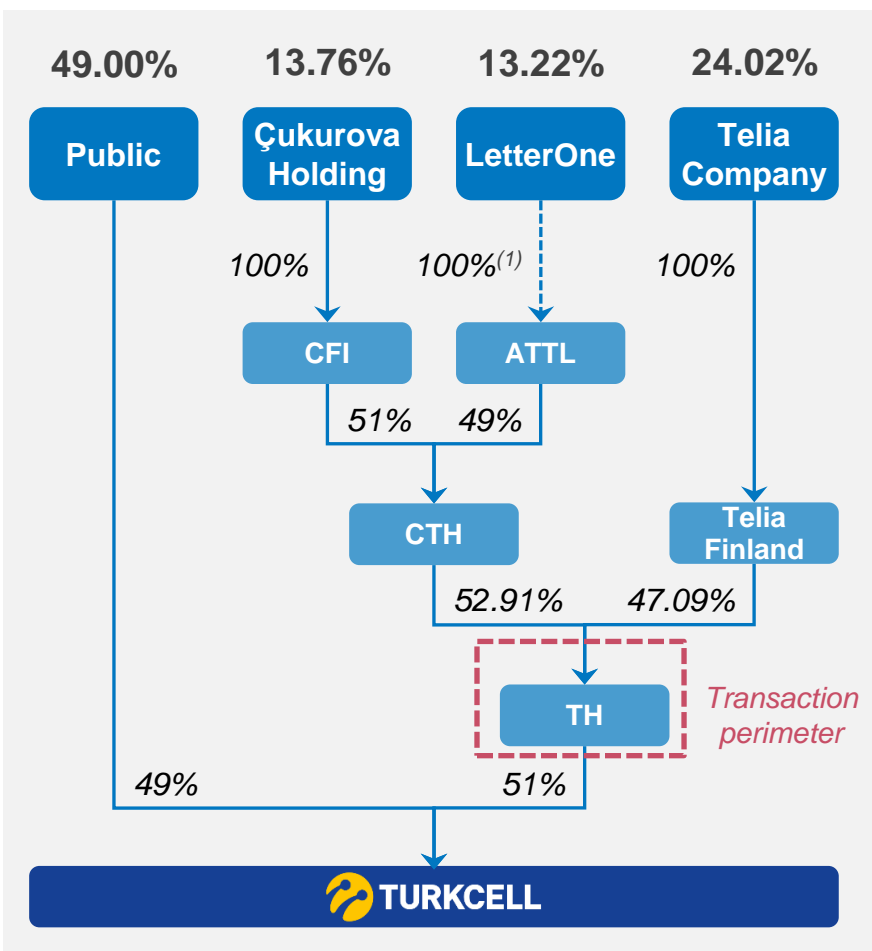 49.00% 13.76% 13.22% 24.02%
Public
Çukurova
Holding
LetterOne
Telia
Company
100% 100%(1) 100%
CFI ATTL
51% 49%
CTH
Telia
Finland
52.91% 47.09%
TH
Transaction
perimeter
49% 51%
TURKCELL